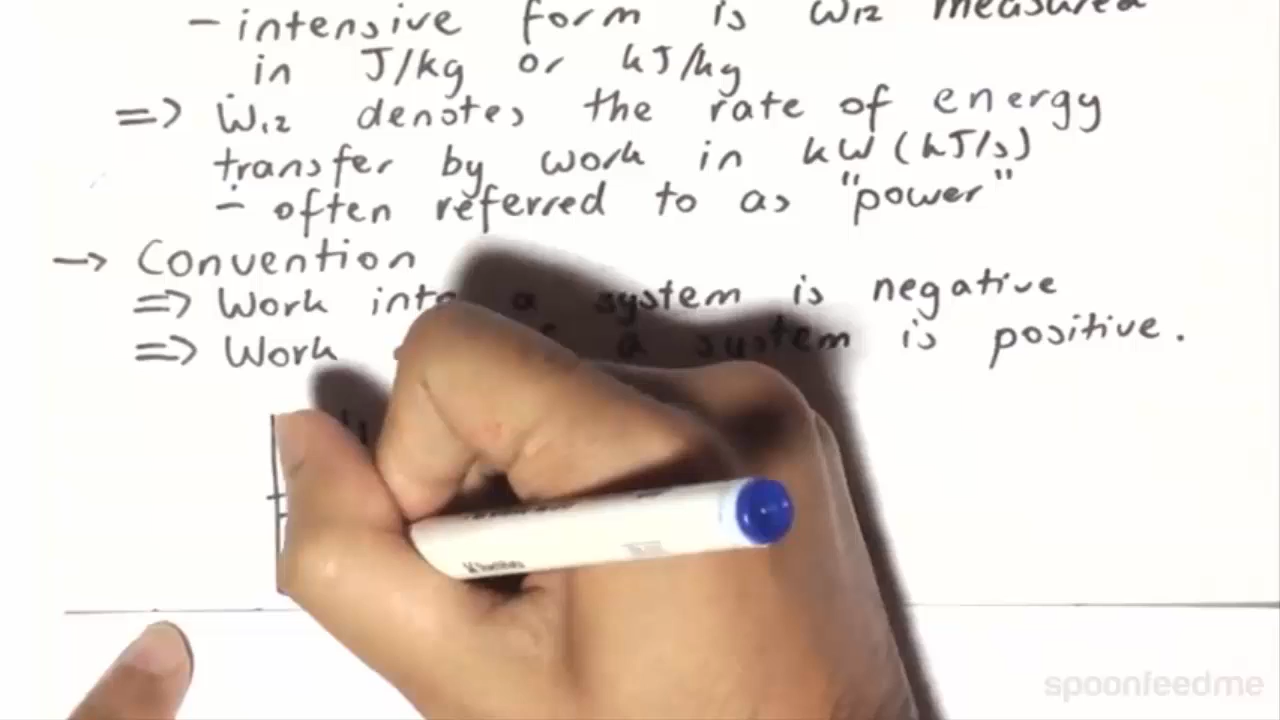 - intensive form is w12 measured
in J/kg or kJ/kg
=> Ẇ12 denotes the rate of energy
transfer by work in kW (kJ/s)
- often referred to as "power"
→ Convention
=> Work into a system is negative
=> Work a system is positive.
spoonfeedme